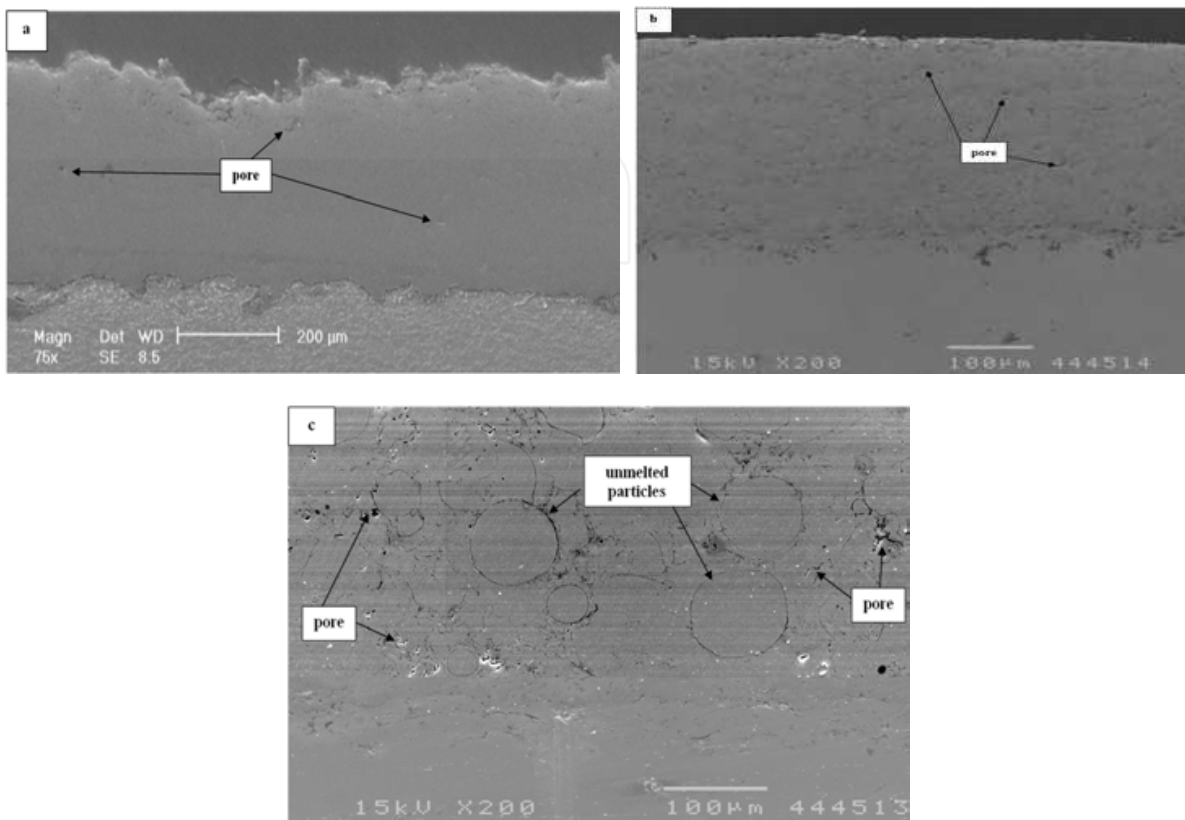 a
pore
Magn Det WD
200 µm
75x SE 8.5
b
pore
15kV X200 100µm 444514
c
unmelted
particles
pore
pore
15kV X200 100µm 444513